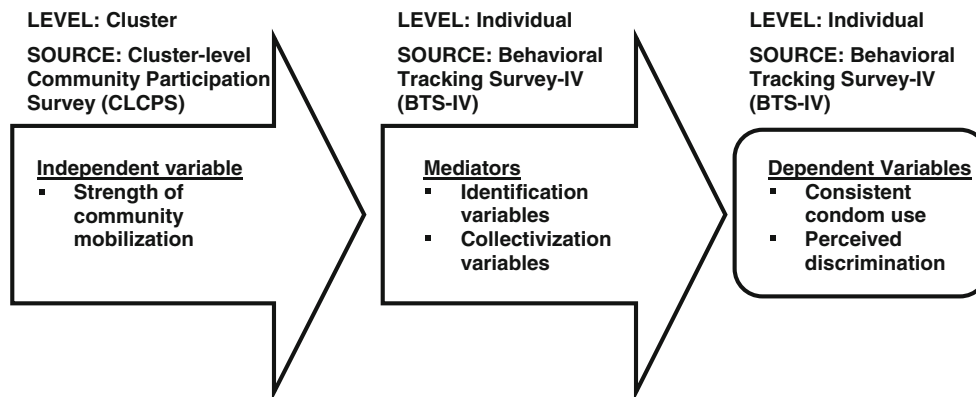 LEVEL: Cluster
SOURCE: Cluster-level
Community Participation
Survey (CLCPS)
Independent variable
▪ Strength of
community
mobilization
LEVEL: Individual
SOURCE: Behavioral
Tracking Survey-IV
(BTS-IV)
Mediators
▪ Identification
variables
▪ Collectivization
variables
LEVEL: Individual
SOURCE: Behavioral
Tracking Survey-IV
(BTS-IV)
Dependent Variables
▪ Consistent
condom use
▪ Perceived
discrimination